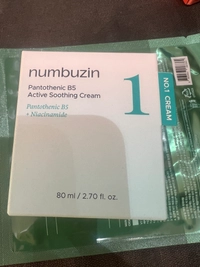 numbuzin
Pantothenic B5
Active Soothing Cream
Pantothenic B5
+ Niacinamide
1
NO.1 CREAM
80 ml / 2.70 fl. oz.